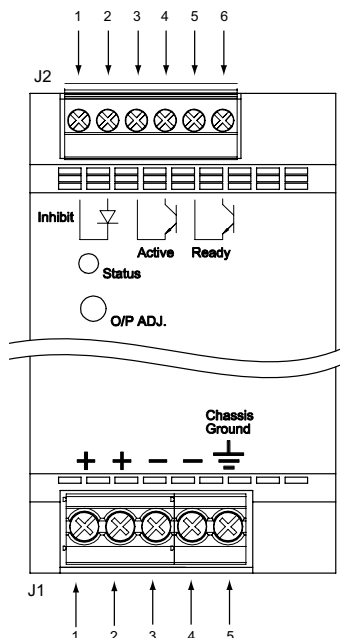 1 2 3 4 5 6
J2
Inhibit
Active Ready
Status
O/P ADJ.
Chassis
Ground
+ + − −
J1
1 2 3 4 5